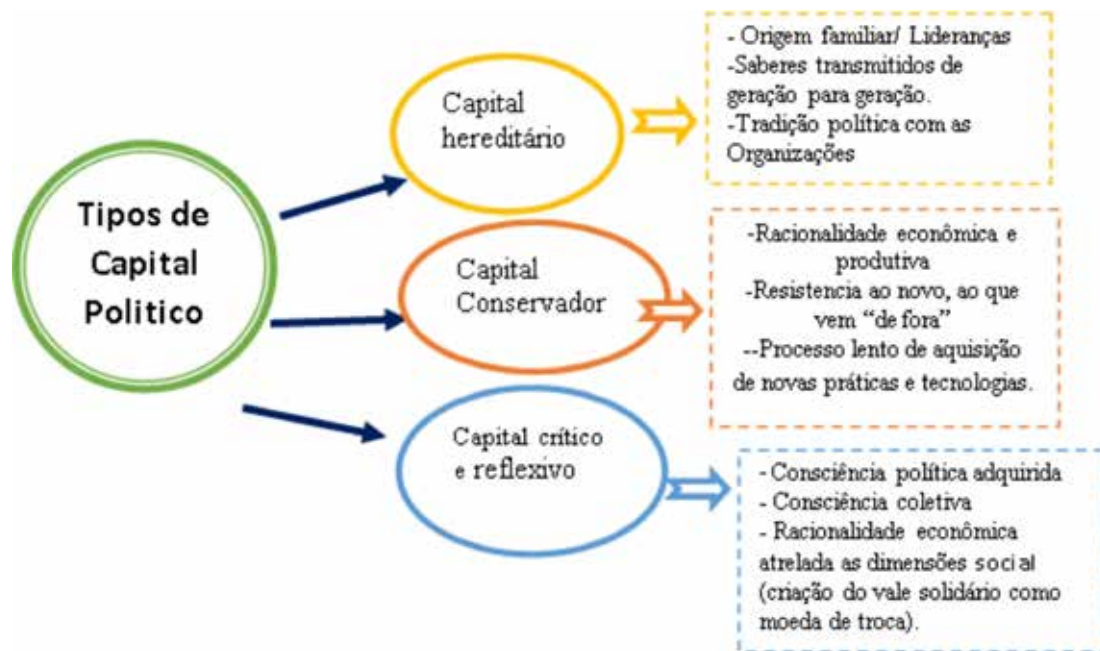 Tipos de
Capital
Politico
Capital
hereditário
- Origem familiar/ Lideranças
-Saberes transmitidos de
geração para geração.
-Tradição política com as
Organizações
Capital
Conservador
-Racionalidade econômica e
produtiva
-Resistencia ao novo, ao que
vem “de fora”
--Processo lento de aquisição
de novas práticas e tecnologias.
Capital crítico
e reflexivo
- Consciência política adquirida
- Consciência coletiva
- Racionalidade econômica
atrelada as dimensões social
(criação do vale solidário como
moeda de troca).